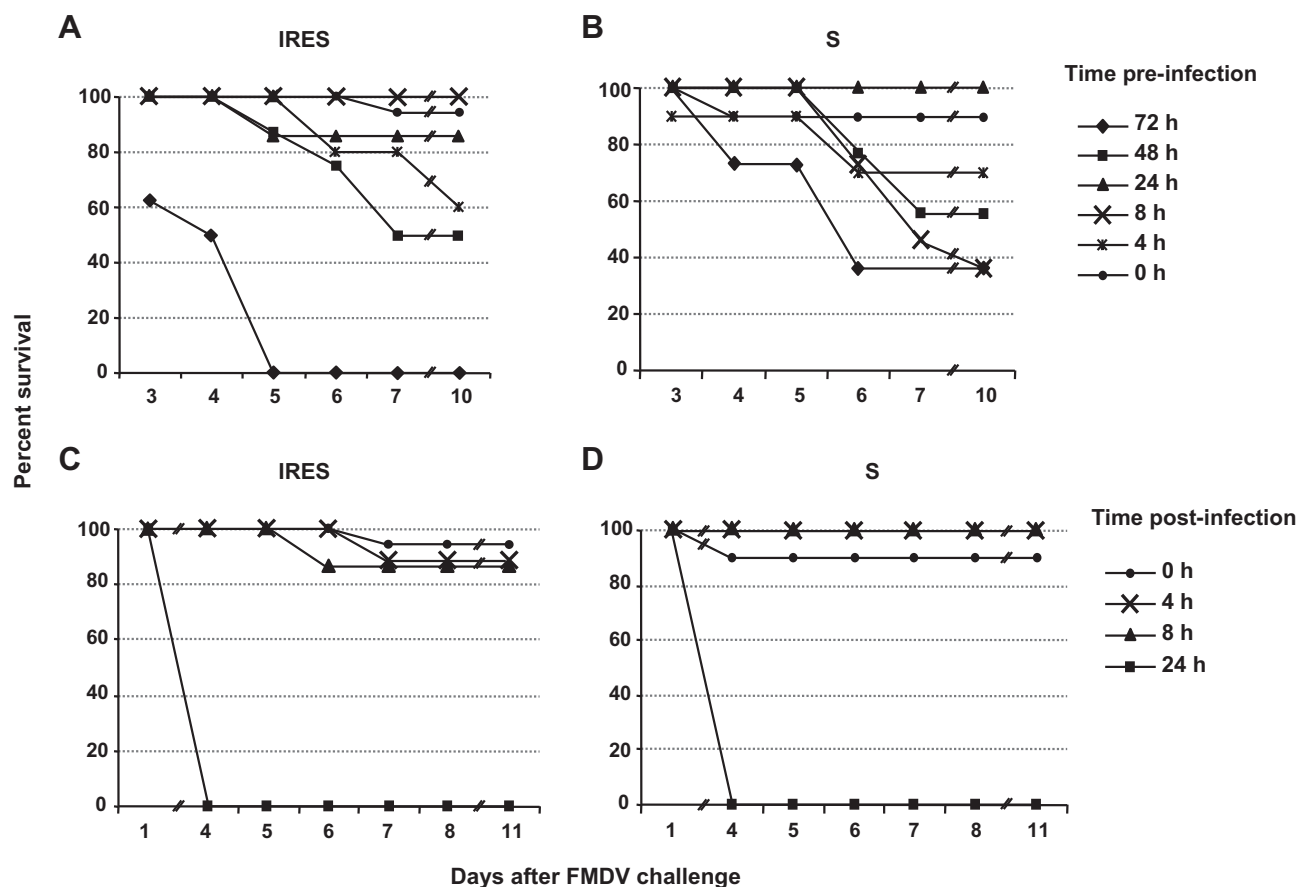 A
IRES
100
80
60
40
20
0
3 4 5 6 7 10
B
S
100
80
60
40
20
0
3 4 5 6 7 10
Time pre-infection
72 h
48 h
24 h
8 h
4 h
0 h
Percent survival
C
IRES
100
80
60
40
20
0
1 4 5 6 7 8 11
D
S
100
80
60
40
20
0
1 4 5 6 7 8 11
Time post-infection
0 h
4 h
8 h
24 h
Days after FMDV challenge